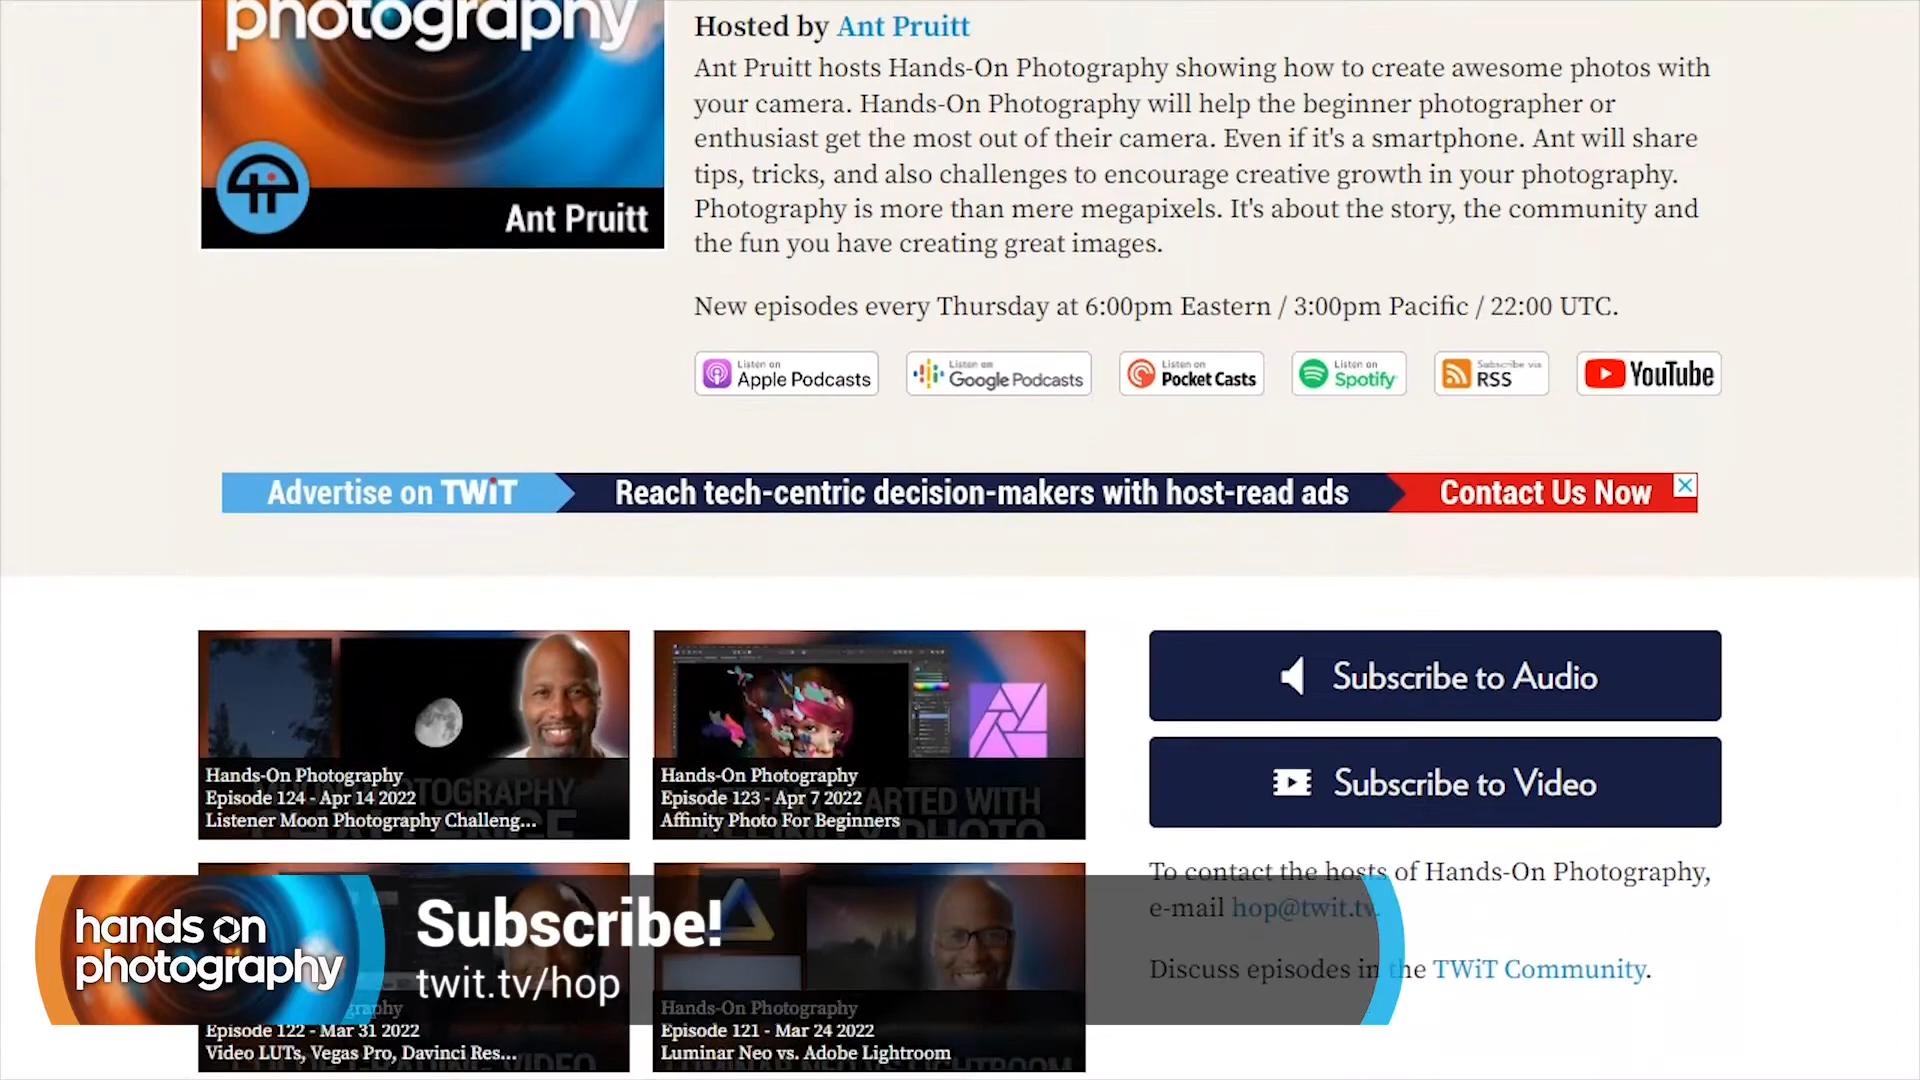 photography
Ant Pruitt
Hosted by Ant Pruitt
Ant Pruitt hosts Hands-On Photography showing how to create awesome photos with
your camera. Hands-On Photography will help the beginner photographer or
enthusiast get the most out of their camera. Even if it's a smartphone. Ant will share
tips, tricks, and also challenges to encourage creative growth in your photography.
Photography is more than mere megapixels. It's about the story, the community and
the fun you have creating great images.
New episodes every Thursday at 6:00pm Eastern / 3:00pm Pacific / 22:00 UTC.
Listen on Apple Podcasts
Listen on Google Podcasts
Listen on Pocket Casts
Listen on Spotify
Subscribe via RSS
YouTube
Advertise on TWiT
Reach tech-centric decision-makers with host-read ads
Contact Us Now
Hands-On Photography
Episode 124 - Apr 14 2022
Listener Moon Photography Challeng...
Hands-On Photography
Episode 123 - Apr 7 2022
Affinity Photo For Beginners
Subscribe to Audio
Subscribe to Video
To contact the hosts of Hands-On Photography,
e-mail hop@twit.tv.
Discuss episodes in the TWiT Community.
hands on
photography
Subscribe!
twit.tv/hop
Episode 122 - Mar 31 2022
Video LUTs, Vegas Pro, Davinci Res...
Hands-On Photography
Episode 121 - Mar 24 2022
Luminar Neo vs. Adobe Lightroom